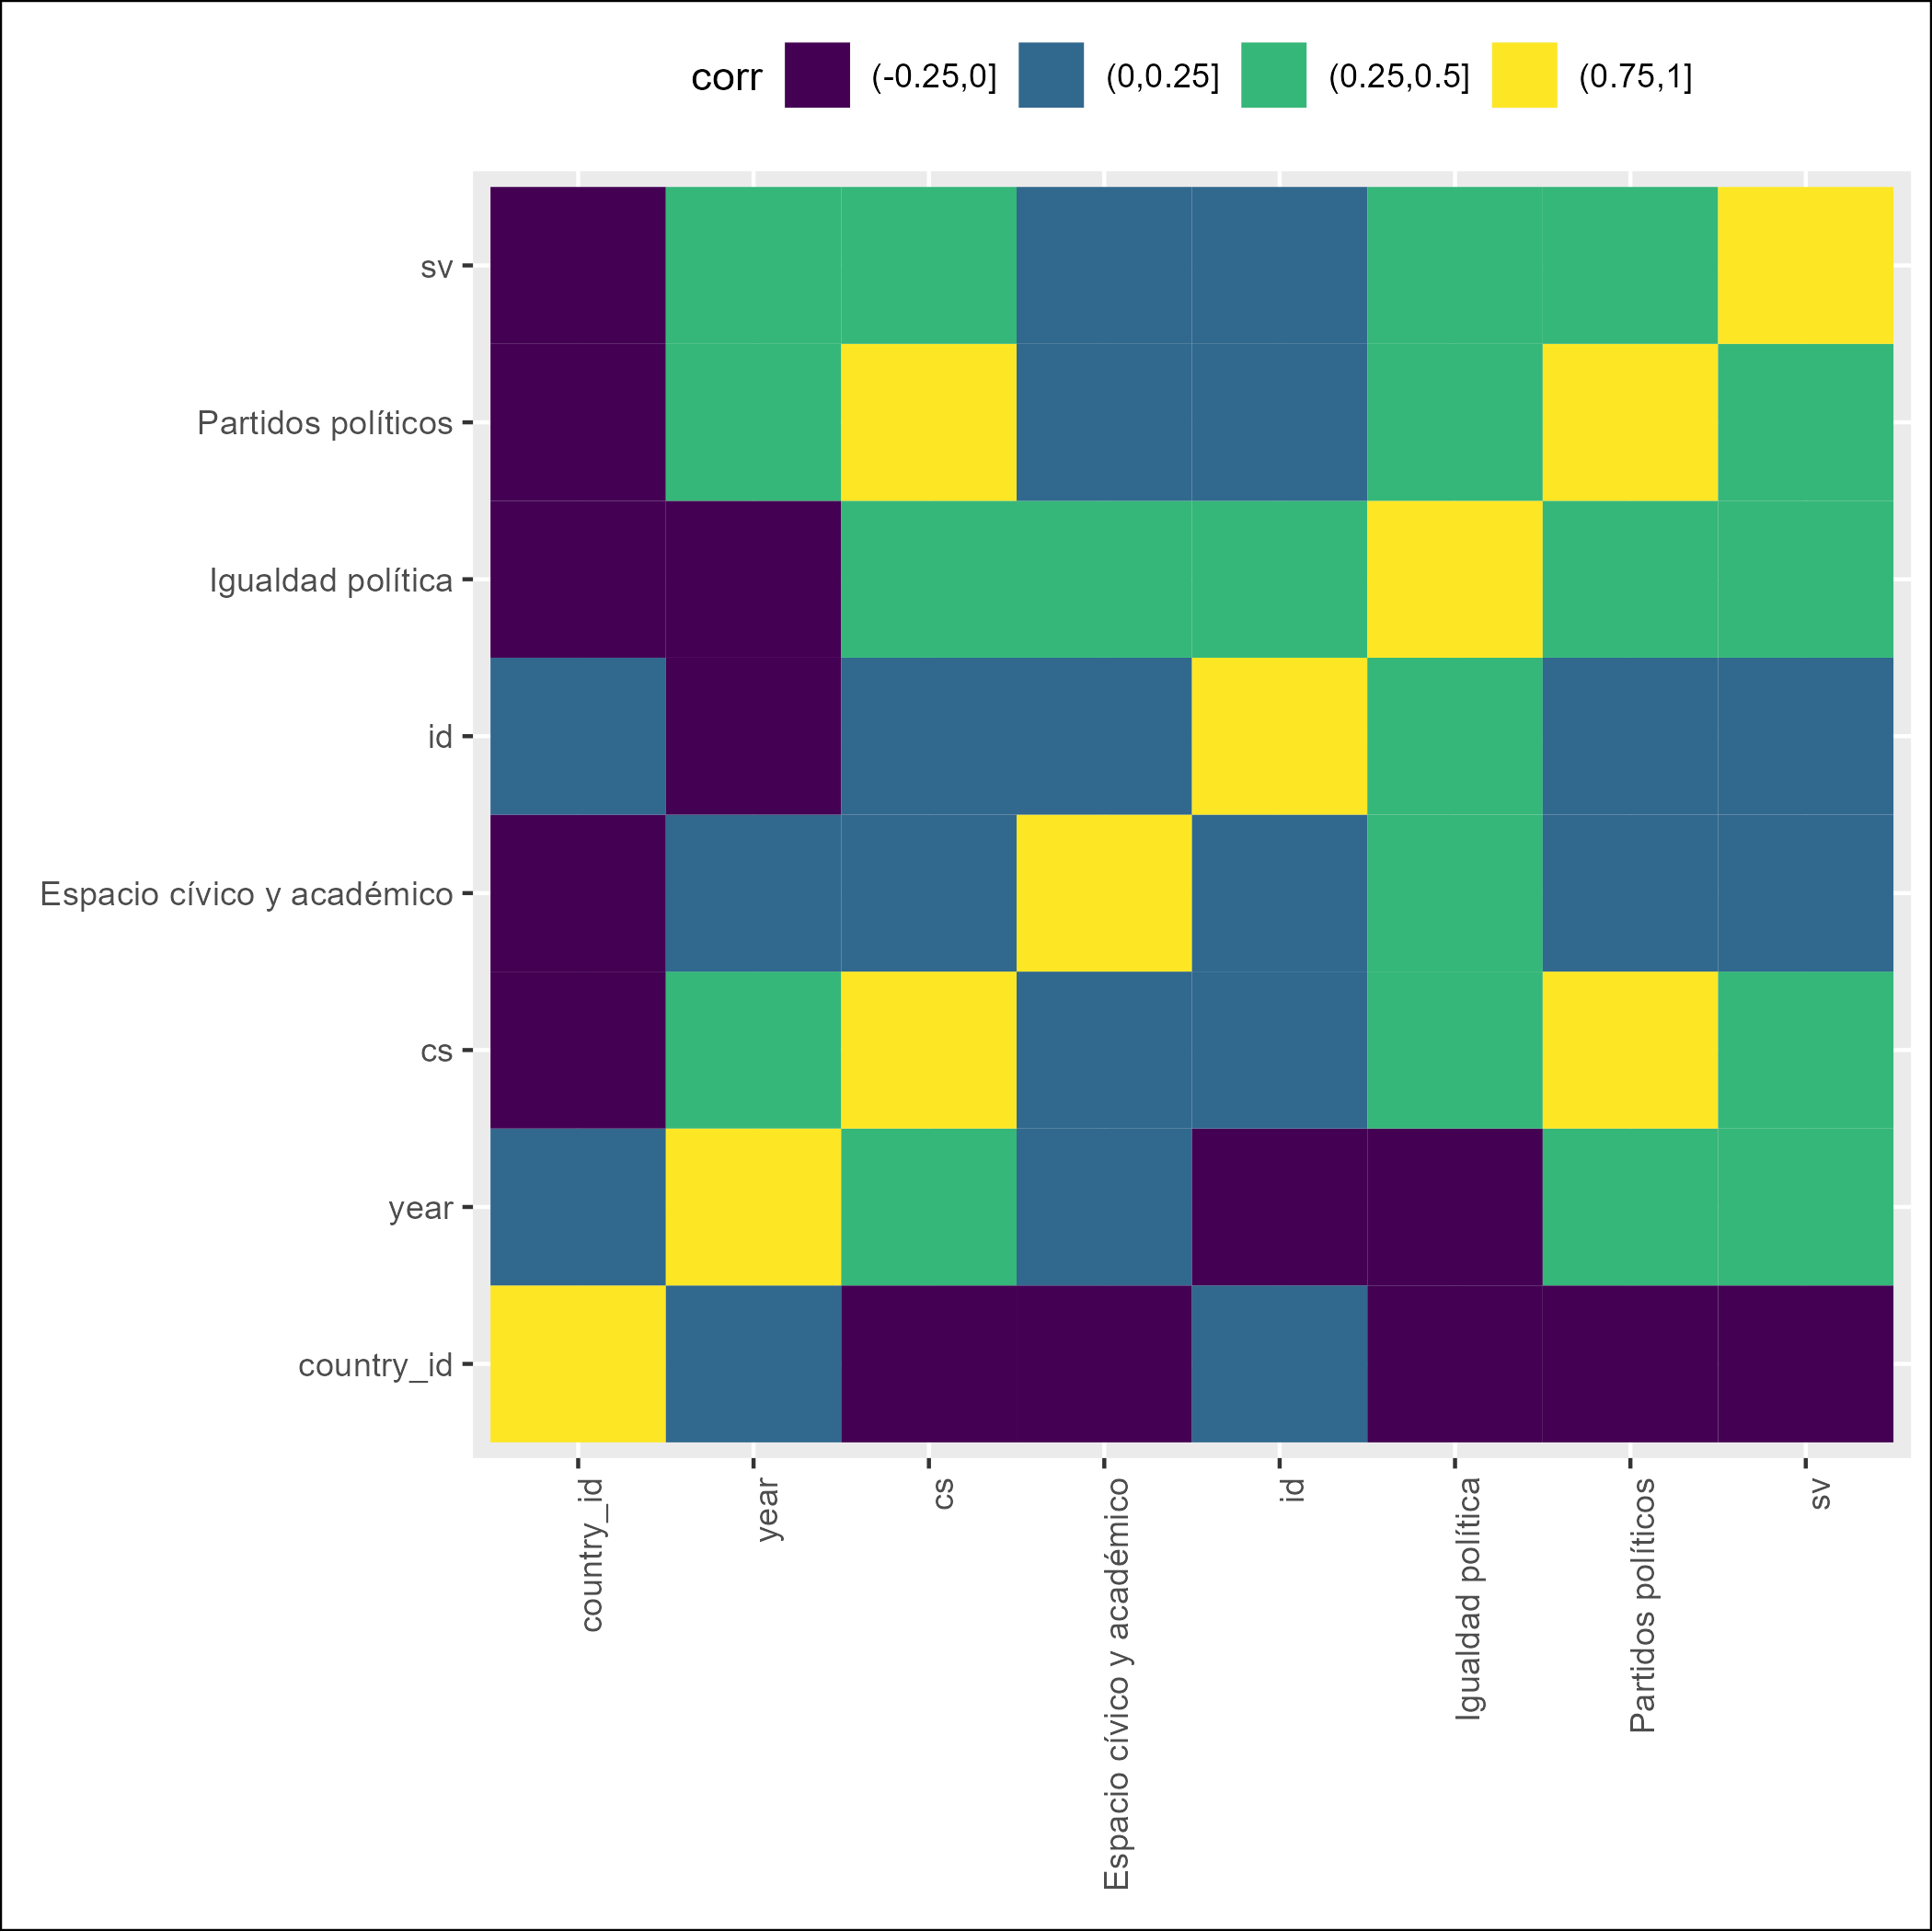 corr (-0.25,0] (0,0.25] (0.25,0.5] (0.75,1]
sv
Partidos políticos
Igualdad política
id
Espacio cívico y académico
cs
year
country_id
country_id
year
cs
Espacio cívico y académico
id
Igualdad política
Partidos políticos
sv